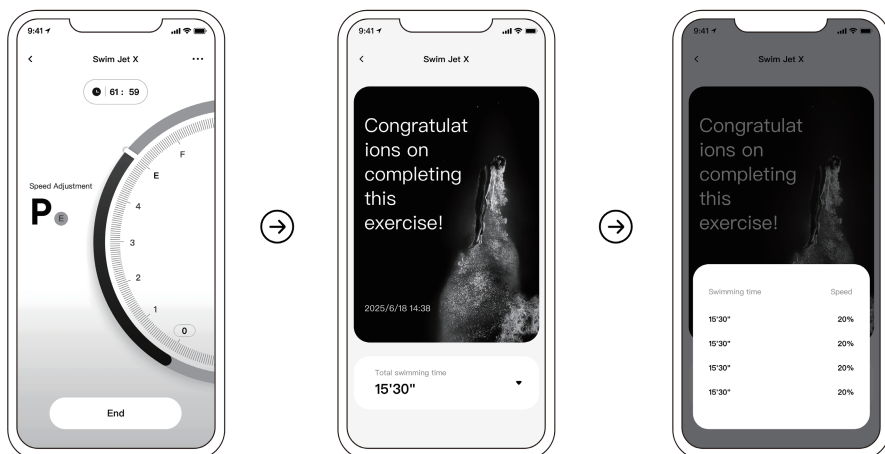 9:41
Swim Jet X
61: 59
F
E
Speed Adjustment
P E
4
3
2
1
0
End
9:41
Swim Jet X
Congratulat
ions on
completing
this
exercise!
2025/6/18 14:38
Total swimming time
15'30"
9:41
Swim Jet X
Congratulat
ions on
completing
this
exercise!
Swimming time Speed
15'30" 20%
15'30" 20%
15'30" 20%
15'30" 20%